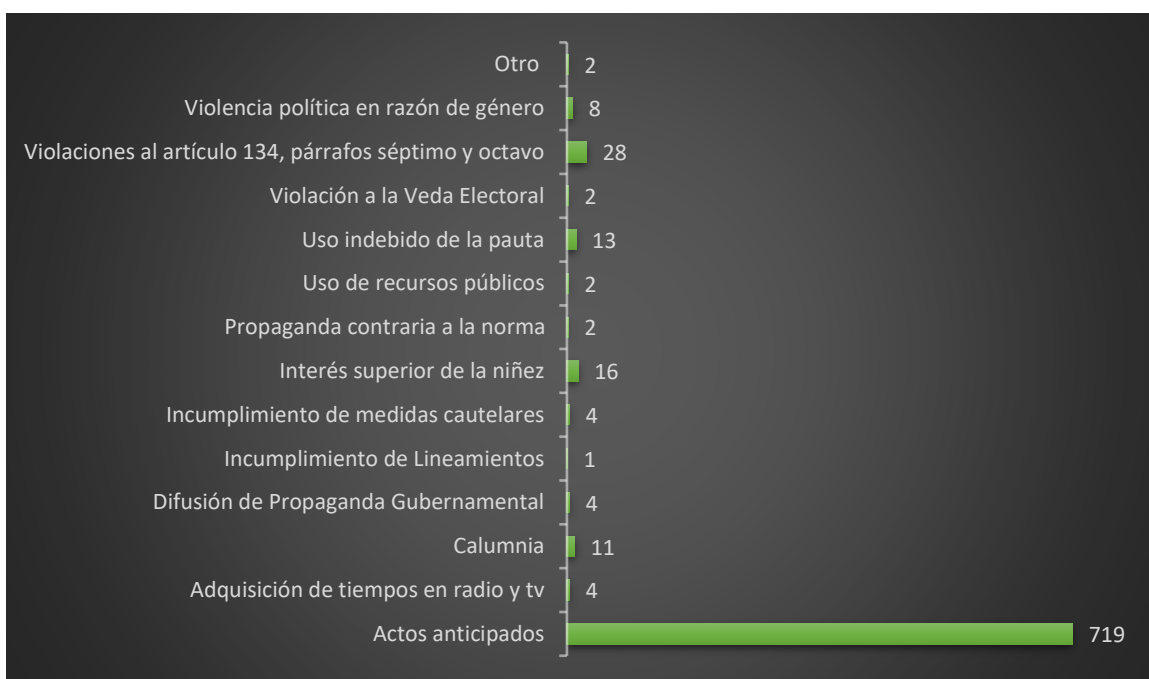 Otro 2
Violencia política en razón de género 8
Violaciones al artículo 134, párrafos séptimo y octavo 28
Violación a la Veda Electoral 2
Uso indebido de la pauta 13
Uso de recursos públicos 2
Propaganda contraria a la norma 2
Interés superior de la niñez 16
Incumplimiento de medidas cautelares 4
Incumplimiento de Lineamientos 1
Difusión de Propaganda Gubernamental 4
Calumnia 11
Adquisición de tiempos en radio y tv 4
Actos anticipados 719